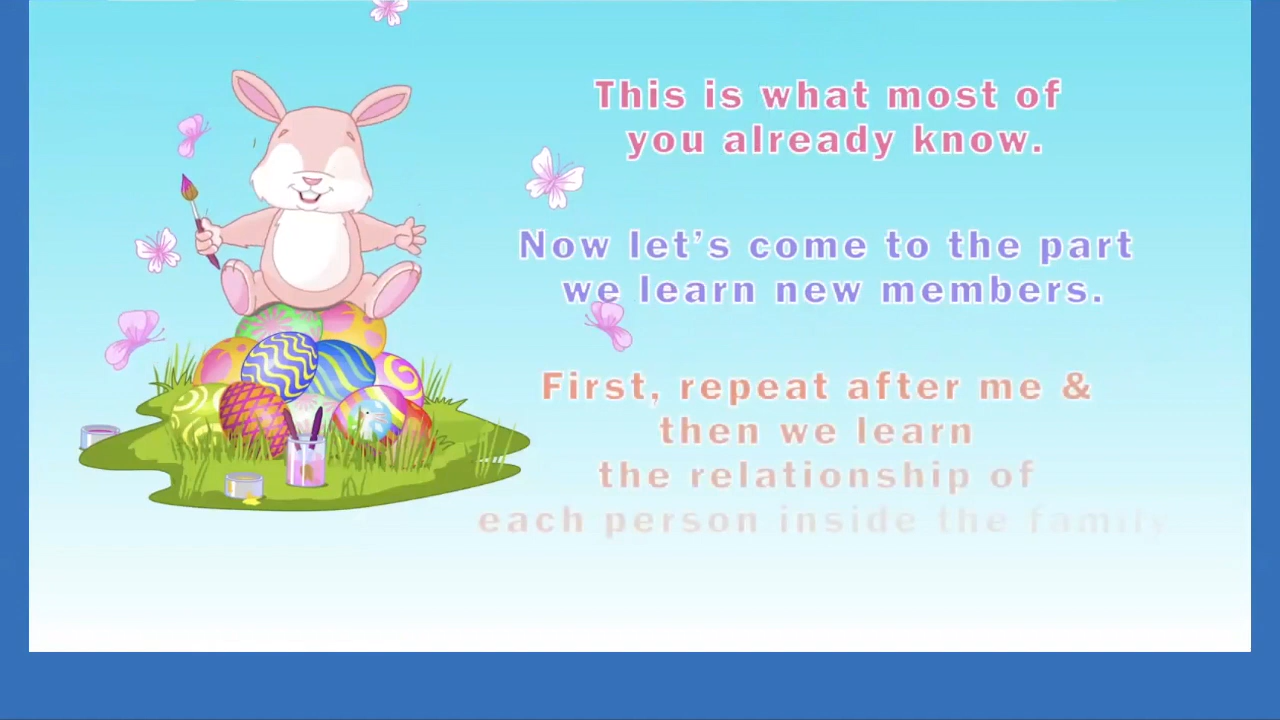 This is what most of
you already know.
Now let’s come to the part
we learn new members.
First, repeat after me &
then we learn
the relationship of
each person inside the family